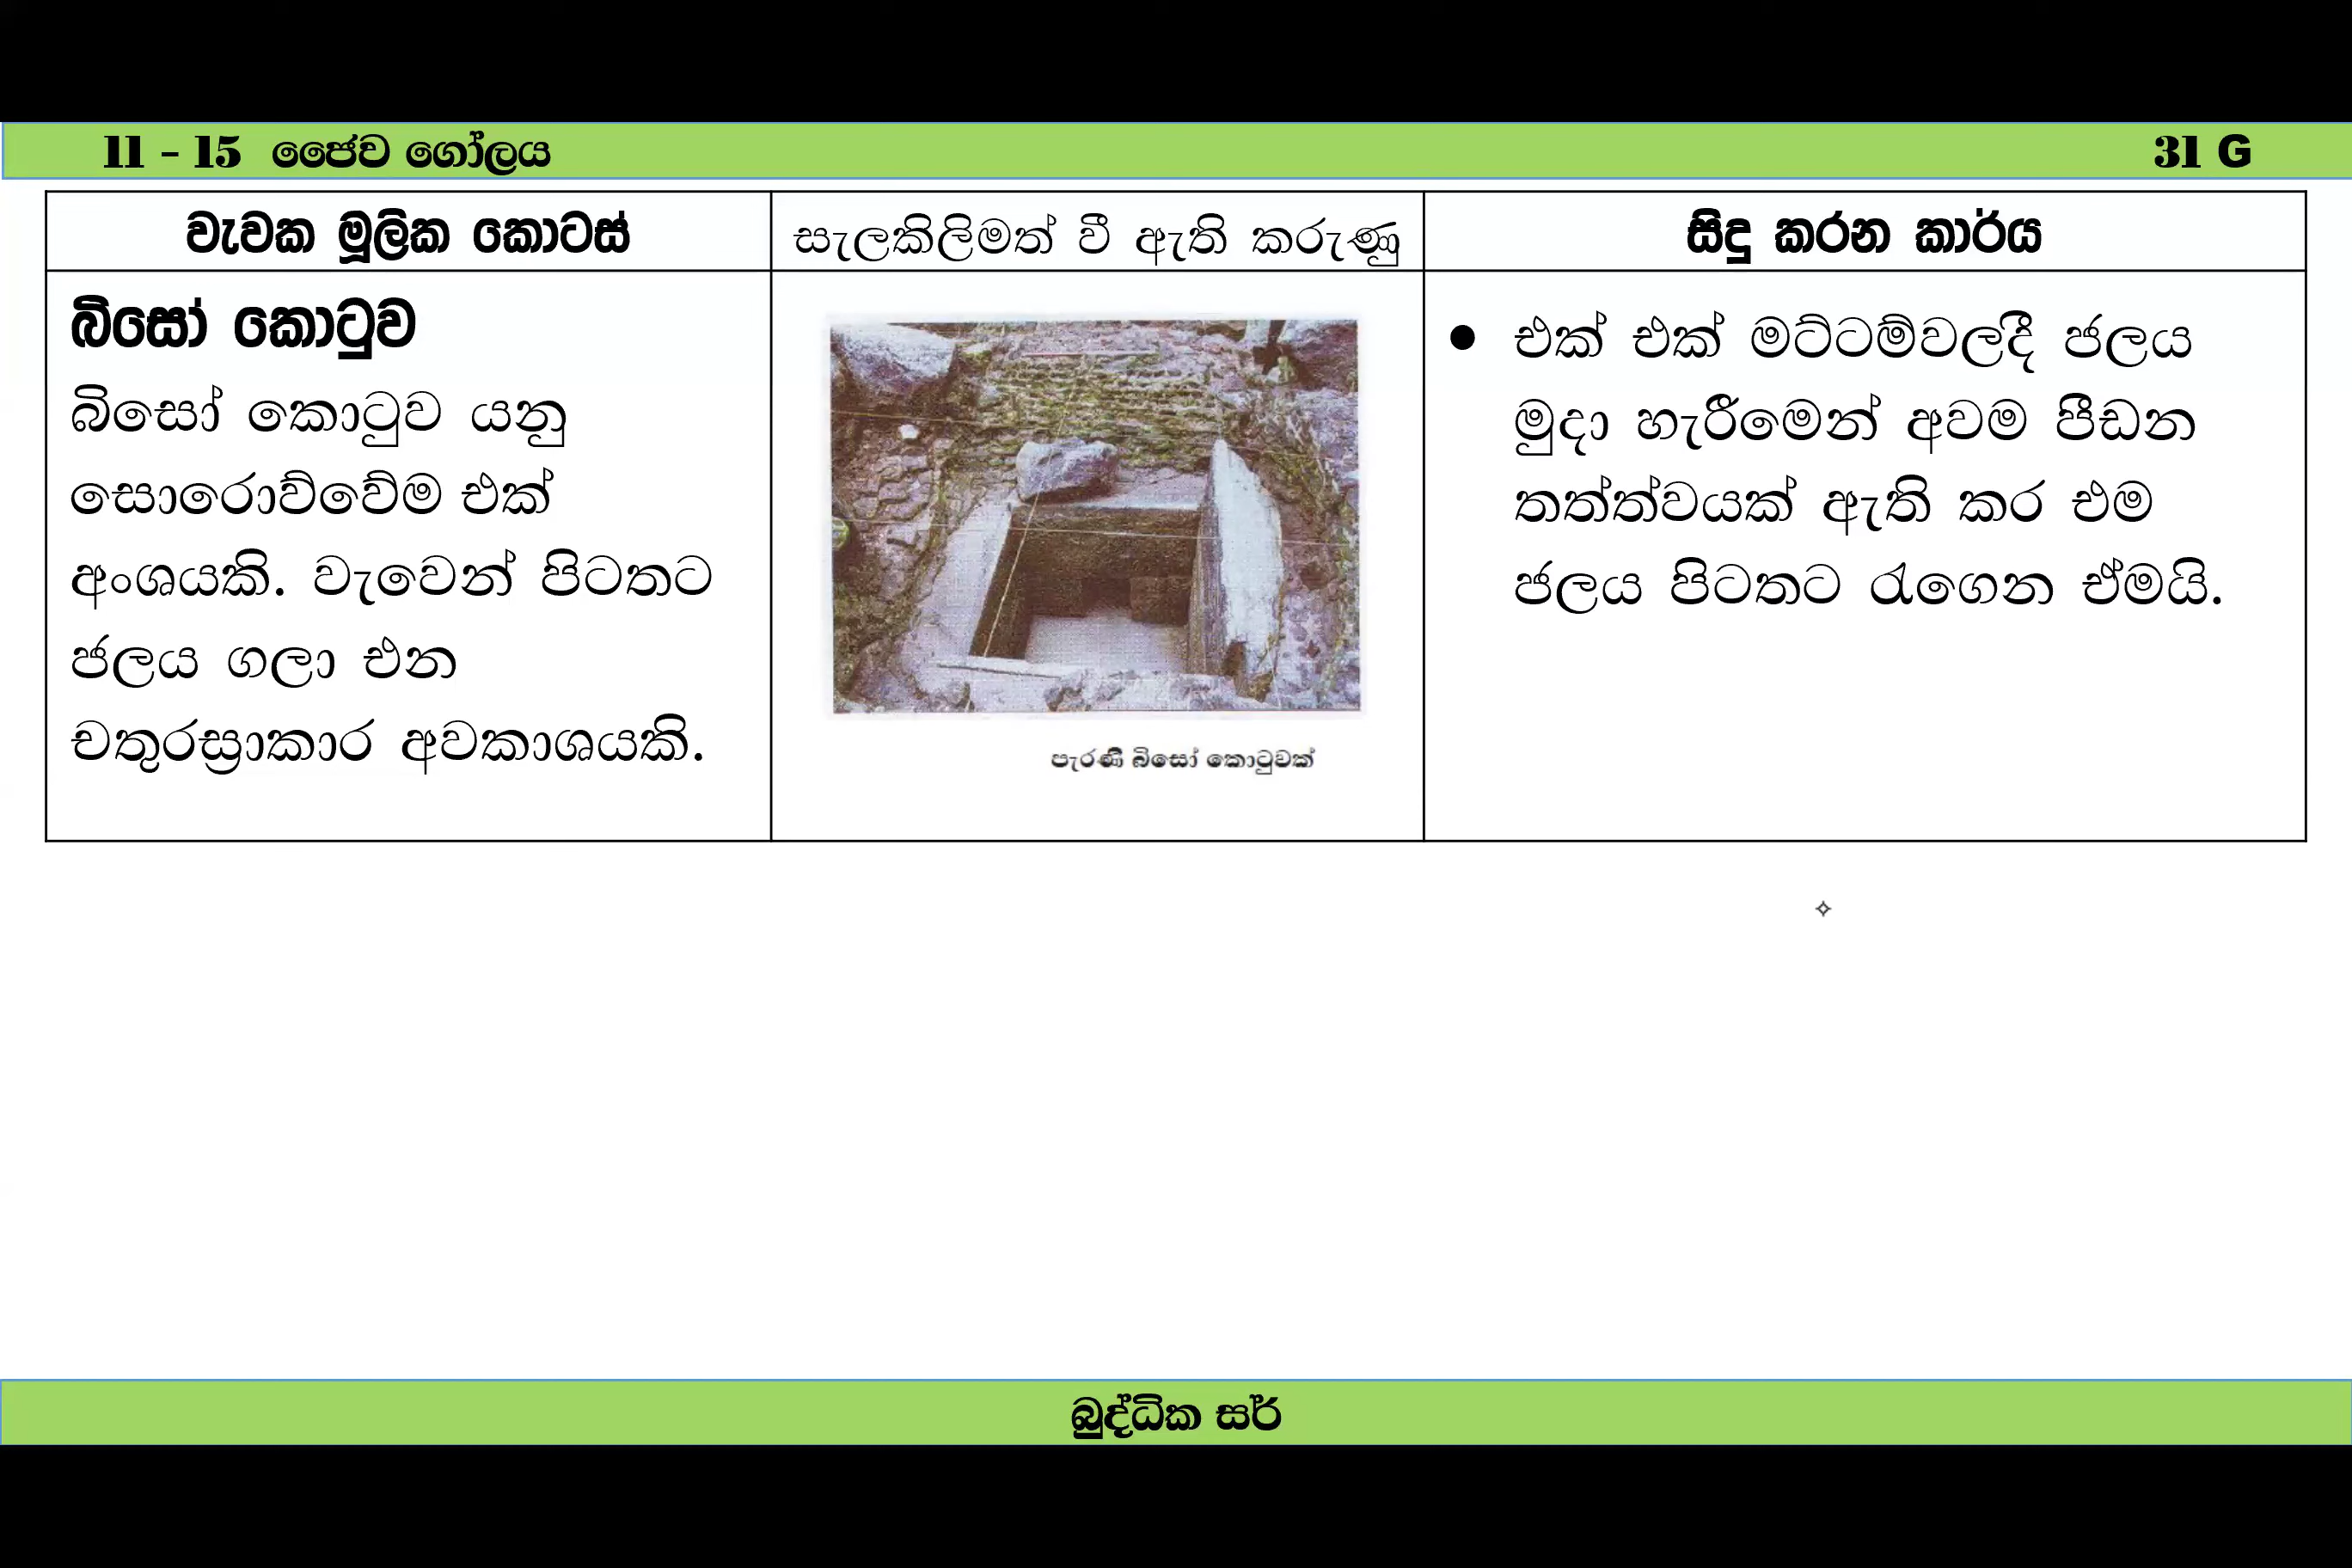 11 - 15 ජෛව ගෝලය
31 G
වැවක මූලික කොටස්
සැලකිලිමත් වී ඇති කරුණු
සිදු කරන කාර්ය
බිසෝ කොටුව
බිසෝ කොටුව යනු
සොරොව්වේම එක්
අංශයකි. වැවෙන් පිටතට
ජලය ගලා එන
චතුරස්‍රාකාර අවකාශයකි.
පැරණී බිසෝ කොටුවක්
● එක් එක් මට්ටම්වලදී ජලය
මුදා හැරීමෙන් අවම පීඩන
තත්ත්වයක් ඇති කර එම
ජලය පිටතට රැගෙන ඒමයි.
බුද්ධික සර්